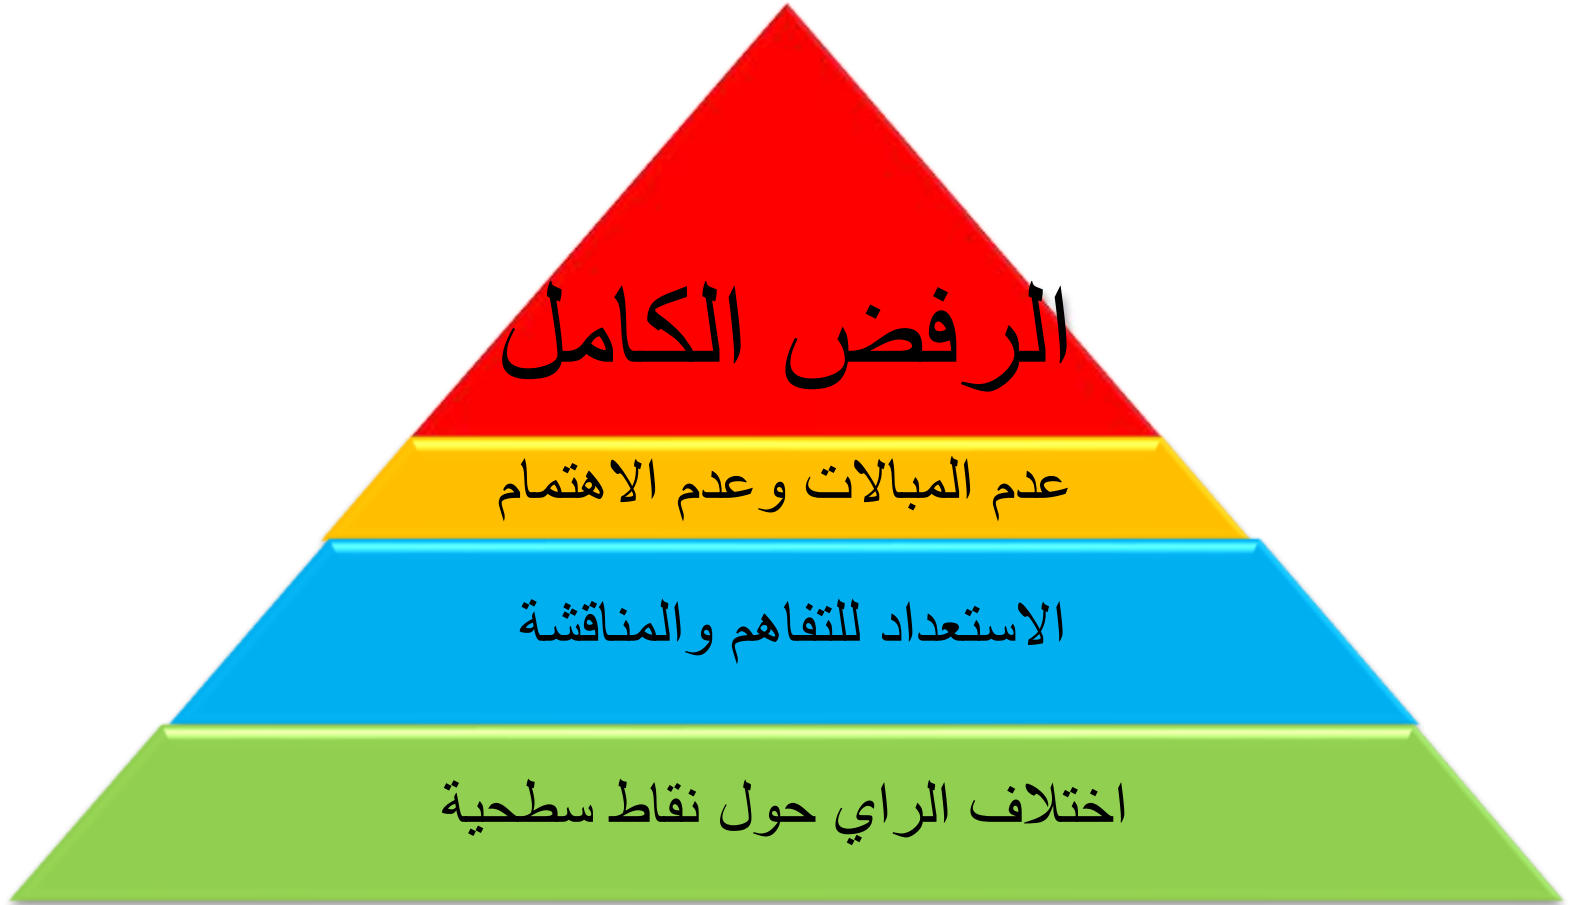 الرفض الكامل
عدم المبالات وعدم الاهتمام
الاستعداد للتفاهم والمناقشة
اختلاف الراي حول نقاط سطحية